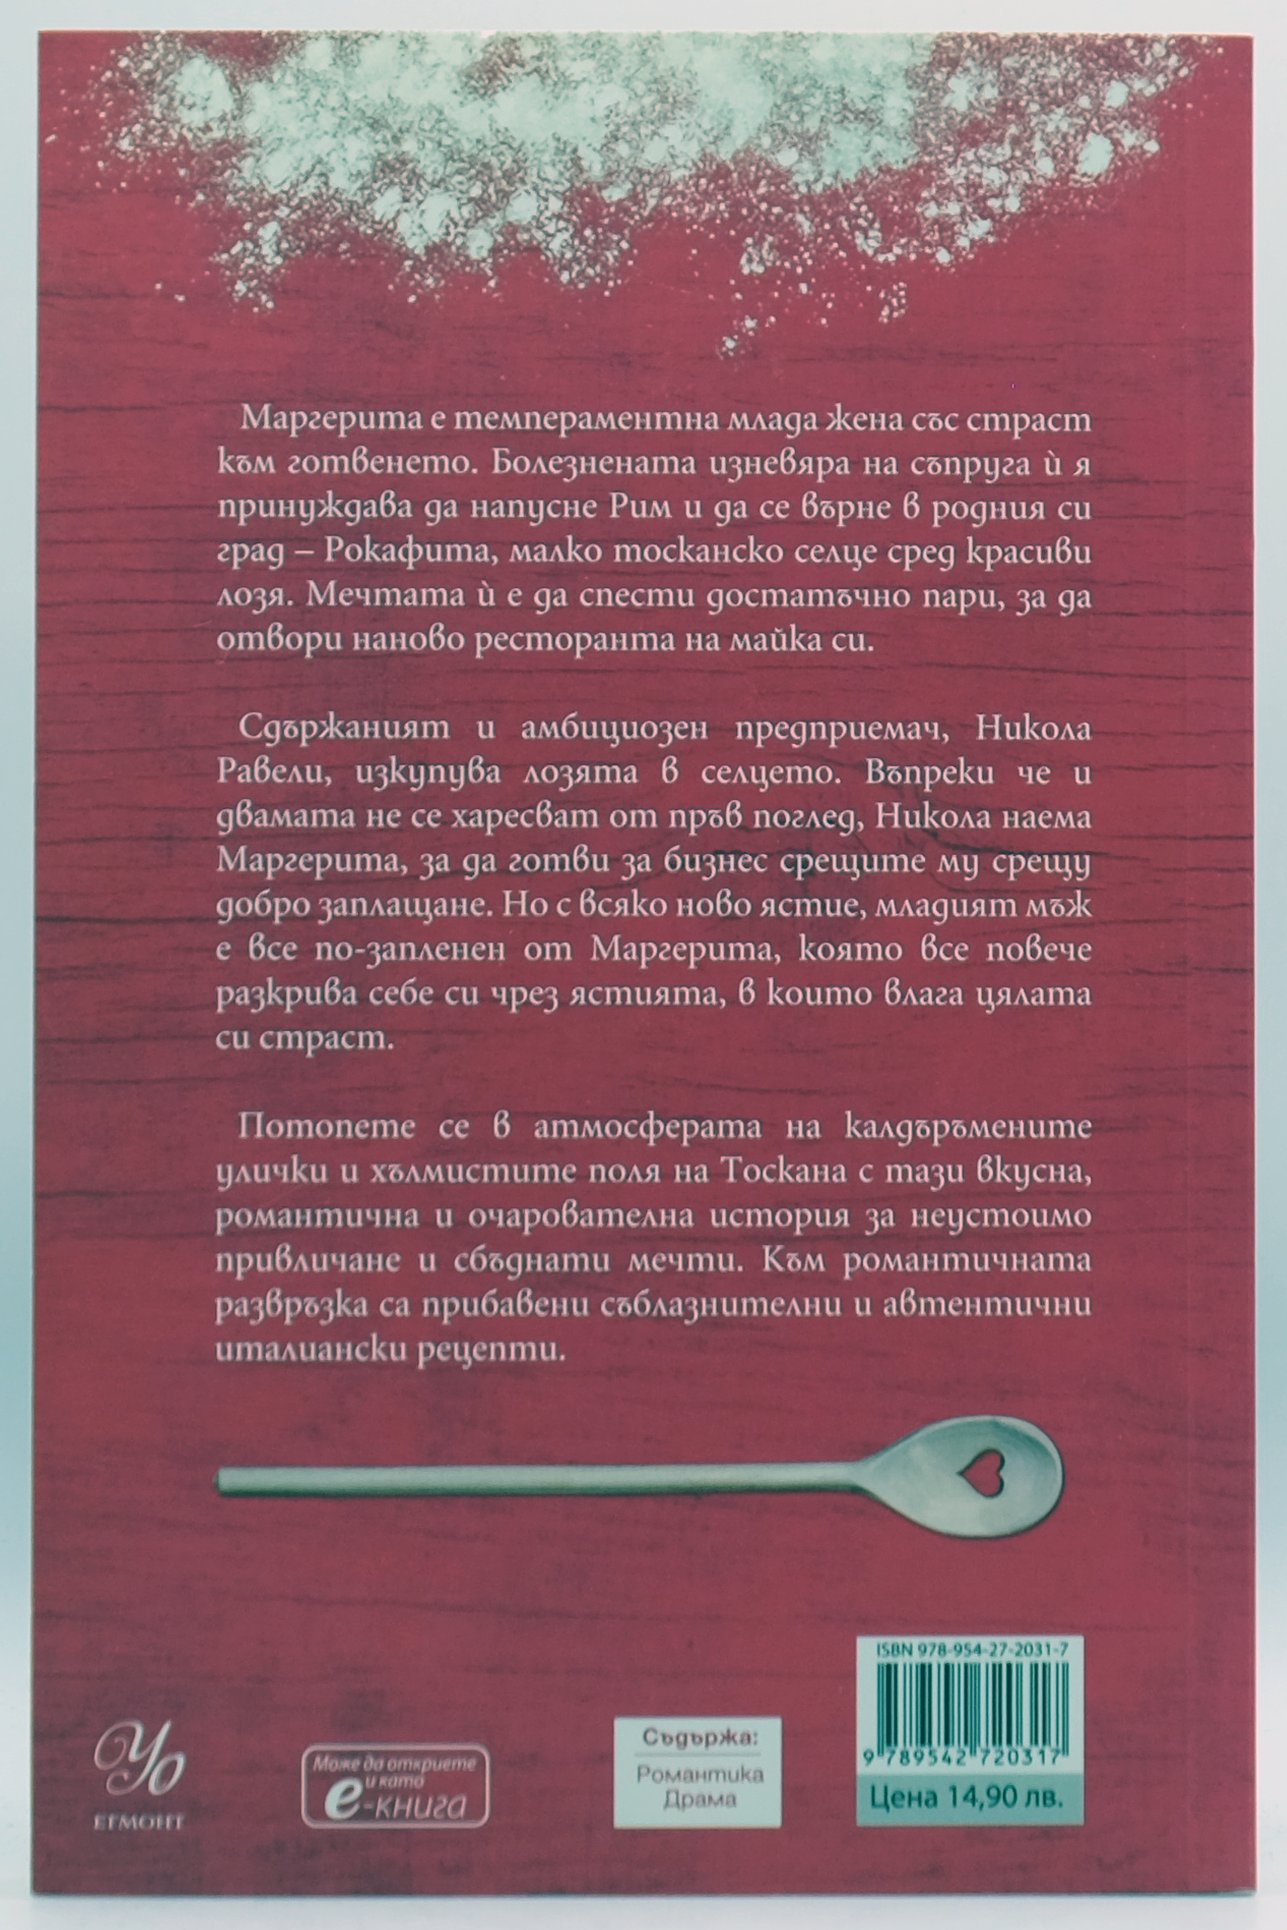 Маргерита е темпераментна млада жена със страст
към готвенето. Болезнената изневяра на съпруга ѝ я
принуждава да напусне Рим и да се върне в родния си
град – Рокафита, малко тосканско селце сред красиви
лозя. Мечтата ѝ е да спести достатъчно пари, за да
отвори наново ресторанта на майка си.
Сдържаният и амбициозен предприемач, Никола
Равели, изкупува лозята в селцето. Въпреки че и
двамата не се харесват от пръв поглед, Никола наема
Маргерита, за да готви за бизнес срещите му срещу
добро заплащане. Но с всяко ново ястие, младият мъж
е все по-запленен от Маргерита, която все повече
разкрива себе си чрез ястията, в които влага цялата
си страст.
Потопете се в атмосферата на калдъръмените
улички и хълмистите поля на Тоскана с тази вкусна,
романтична и очарователна история за неустоимо
привличане и сбъднати мечти. Към романтичната
развръзка са прибавени съблазнителни и автентични
италиански рецепти.
ЕГМОНТ
Може да откриете
и като
е-книга
Съдържа:
Романтика
Драма
ISBN 978-954-27-2031-7
9 789542 720317
Цена 14,90 лв.